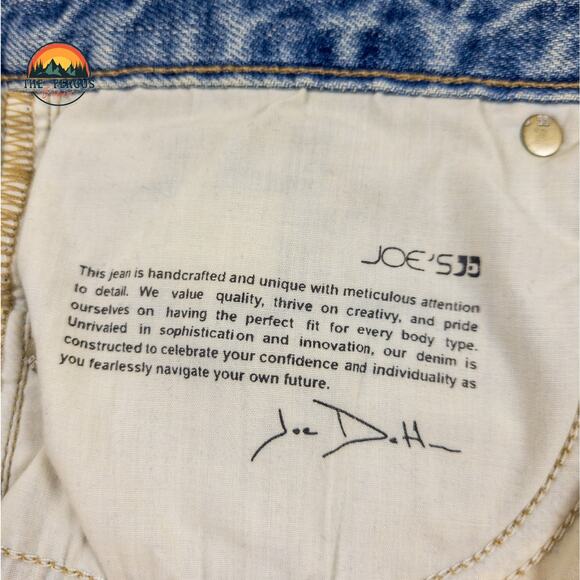 THE FERGUS
JOE'S
This jean is handcrafted and unique with meticulous attention
to detail. We value quality, thrive on creativy, and pride
ourselves on having the perfect fit for every body type.
Unrivaled in sophistication and innovation, our denim is
constructed to celebrate your confidence and individuality as
you fearlessly navigate your own future.
Joe Dahan